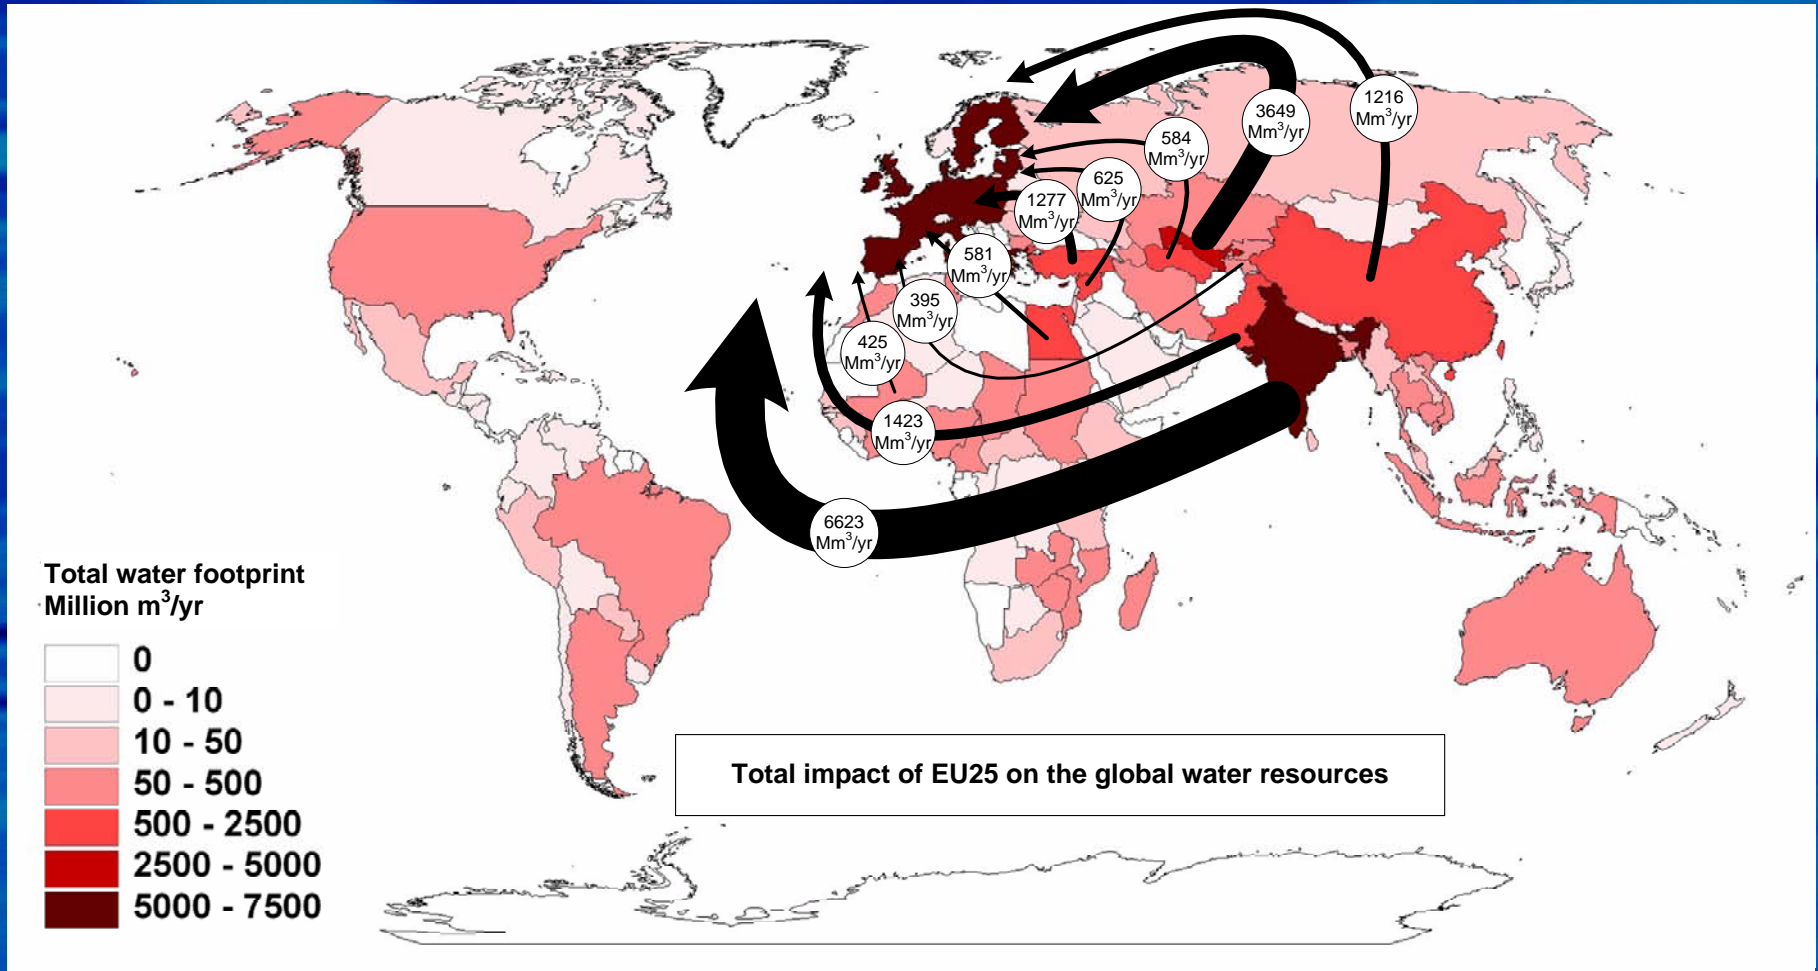 1216
Mm³/yr
3649
Mm³/yr
584
Mm³/yr
625
Mm³/yr
1277
Mm³/yr
581
Mm³/yr
395
Mm³/yr
425
Mm³/yr
1423
Mm³/yr
6623
Mm³/yr
Total water footprint
Million m³/yr
0
0 - 10
10 - 50
50 - 500
500 - 2500
2500 - 5000
5000 - 7500
Total impact of EU25 on the global water resources